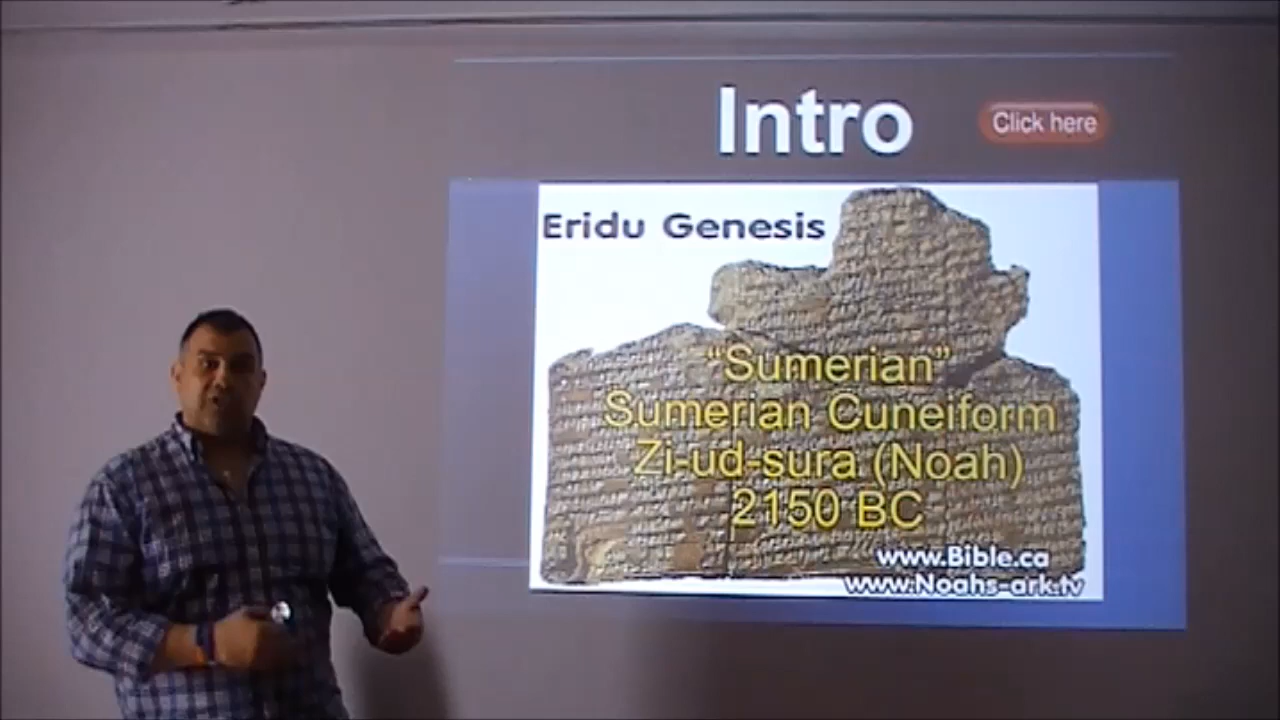 Intro
Click here
Eridu Genesis
“Sumerian”
Sumerian Cuneiform
Zi-ud-sura (Noah)
2150 BC
www.Bible.ca
www.Noahs-ark.tv